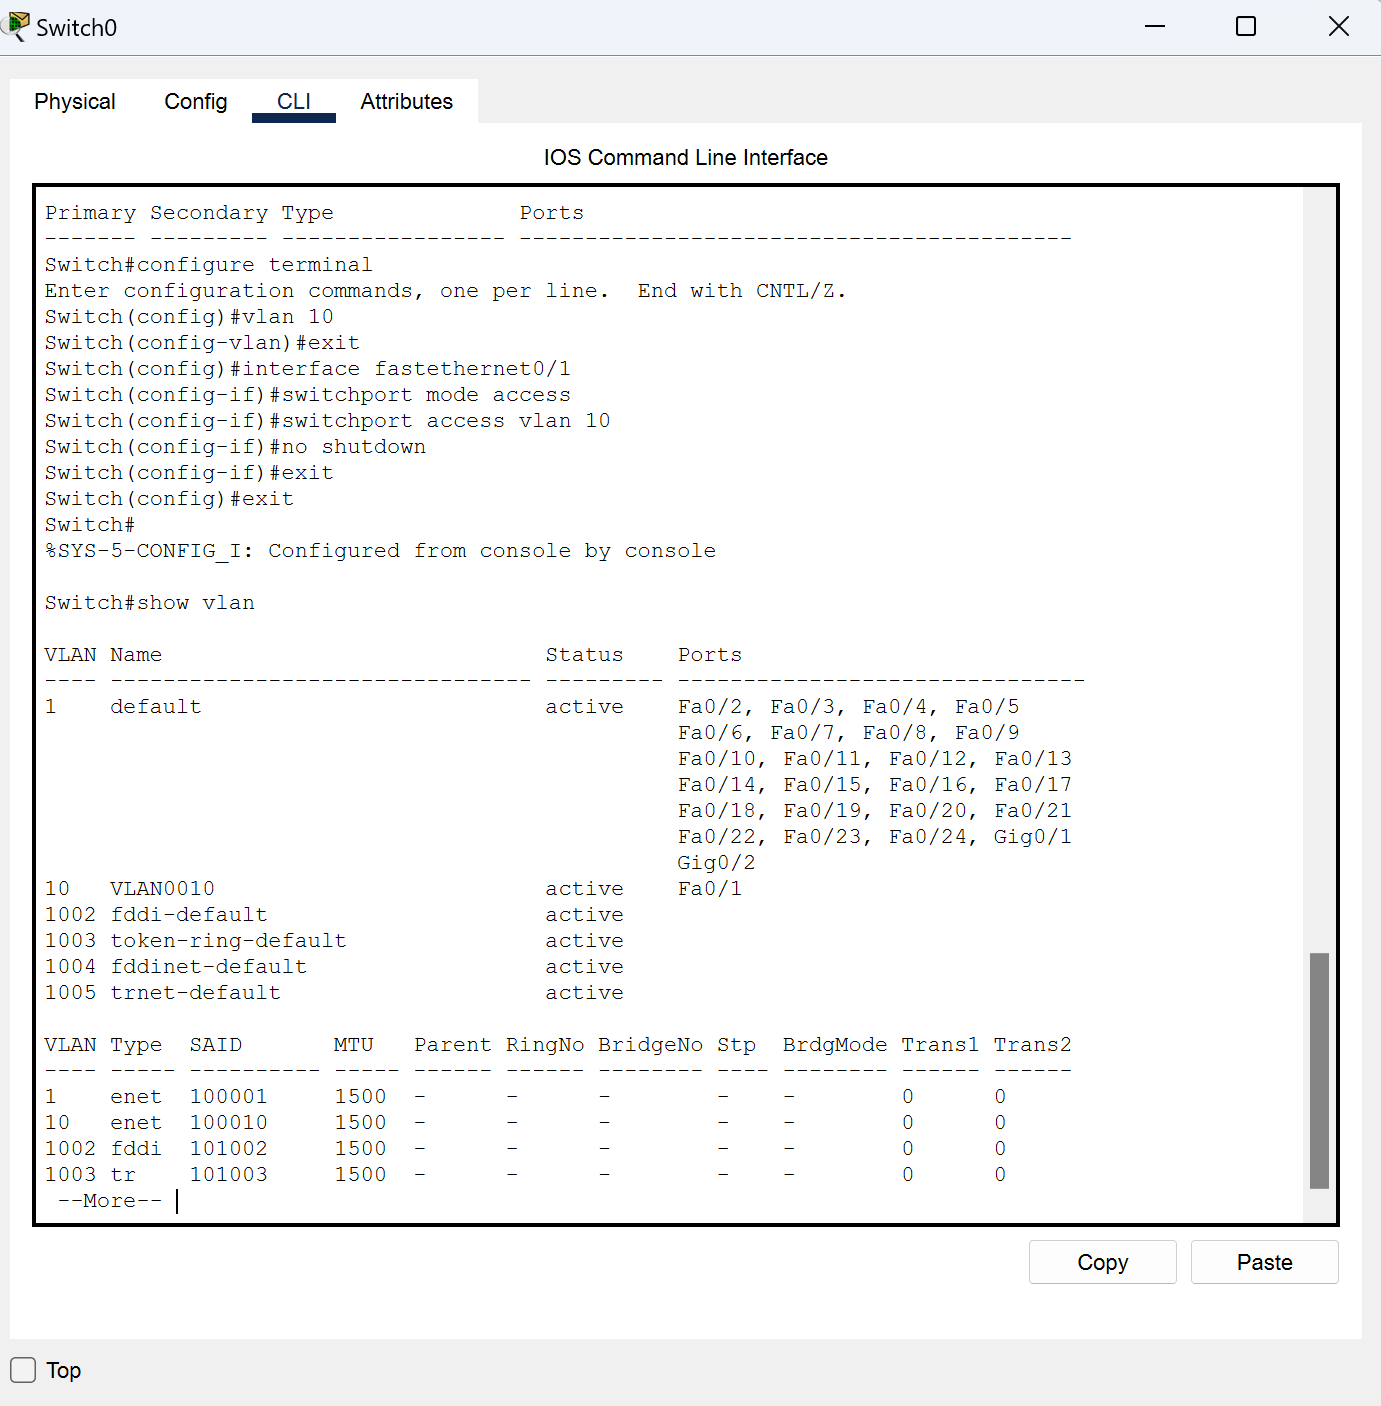 Switch0
Physical Config CLI Attributes
IOS Command Line Interface
Primary Secondary Type              Ports
------- --------- ----------------- ------------------------------------------
Switch#configure terminal
Enter configuration commands, one per line.  End with CNTL/Z.
Switch(config)#vlan 10
Switch(config-vlan)#exit
Switch(config)#interface fastethernet0/1
Switch(config-if)#switchport mode access
Switch(config-if)#switchport access vlan 10
Switch(config-if)#no shutdown
Switch(config-if)#exit
Switch(config)#exit
Switch#
%SYS-5-CONFIG_I: Configured from console by console
Switch#show vlan
VLAN Name                             Status    Ports
---- -------------------------------- --------- -------------------------------
1    default                          active    Fa0/2, Fa0/3, Fa0/4, Fa0/5
                                                Fa0/6, Fa0/7, Fa0/8, Fa0/9
                                                Fa0/10, Fa0/11, Fa0/12, Fa0/13
                                                Fa0/14, Fa0/15, Fa0/16, Fa0/17
                                                Fa0/18, Fa0/19, Fa0/20, Fa0/21
                                                Fa0/22, Fa0/23, Fa0/24, Gig0/1
                                                Gig0/2
10   VLAN0010                         active    Fa0/1
1002 fddi-default                     active
1003 token-ring-default               active
1004 fddinet-default                  active
1005 trnet-default                    active
VLAN Type  SAID       MTU   Parent RingNo BridgeNo Stp  BrdgMode Trans1 Trans2
---- ----- ---------- ----- ------ ------ -------- ---- -------- ------ ------
1    enet  100001     1500  -      -      -        -    -        0      0
10   enet  100010     1500  -      -      -        -    -        0      0
1002 fddi  101002     1500  -      -      -        -    -        0      0
1003 tr    101003     1500  -      -      -        -    -        0      0
 --More--
Copy Paste
Top